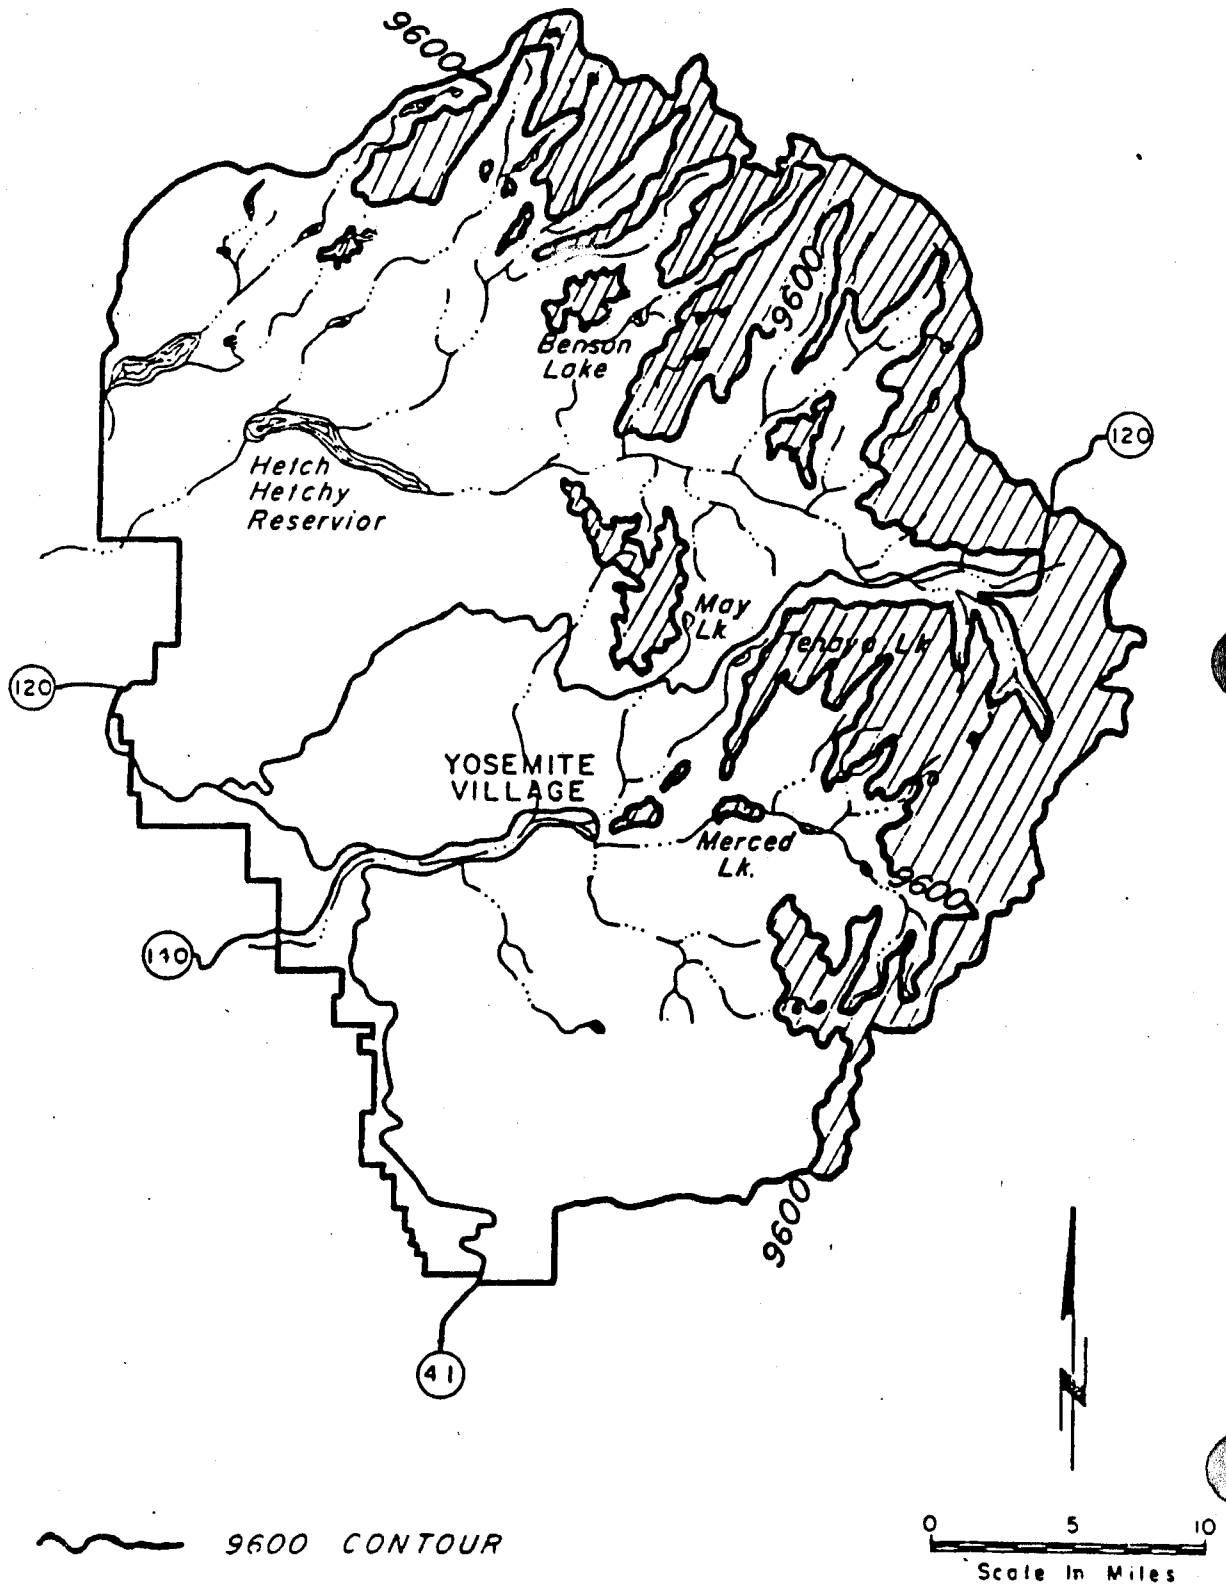 9600
9600
Benson
Lake
120
Hetch
Hetchy
Reservior
May
Lk
Tenaya Lk
120
YOSEMITE
VILLAGE
Merced
Lk.
9600
140
9600
41
9600 CONTOUR
0 5 10
Scale In Miles